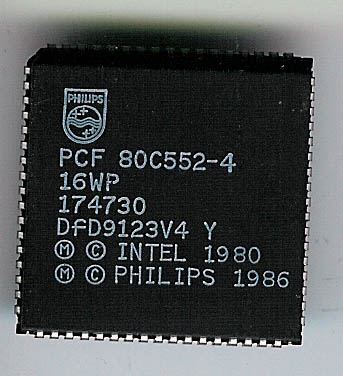 PHILIPS
PCF 80C552-4
16WP
174730
DfD9123V4 Y
Ⓜ Ⓒ INTEL 1980
Ⓜ Ⓒ PHILIPS 1986